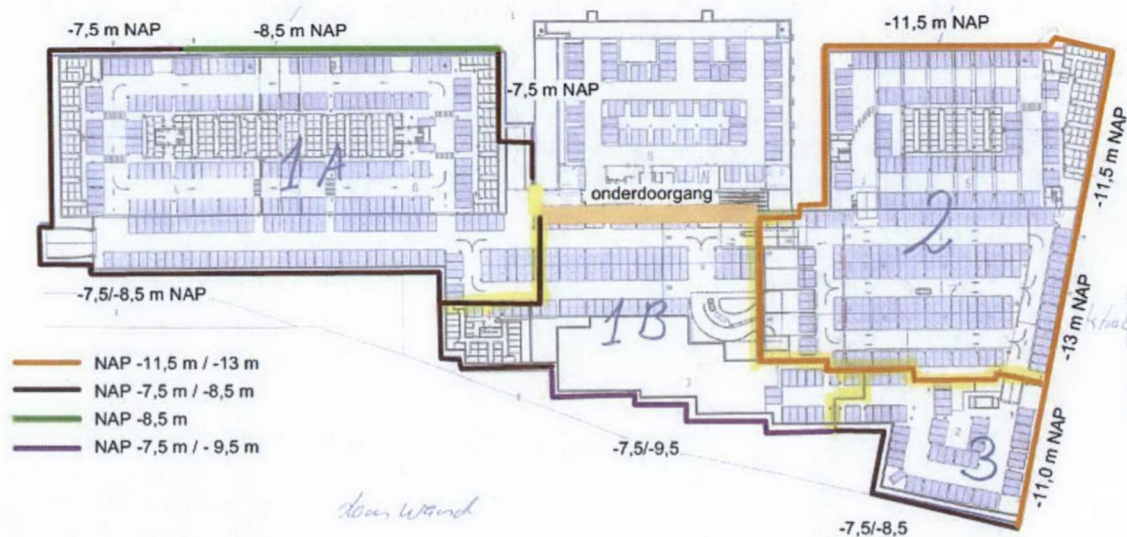 -7,5 m NAP
-8,5 m NAP
-11,5 m NAP
-7,5 m NAP
-11,5 m NAP
1A
onderdoorgang
2
-7,5/-8,5 m NAP
-13 m NAP
1B
NAP -11,5 m / -13 m
NAP -7,5 m / -8,5 m
NAP -8,5 m
NAP -7,5 m / - 9,5 m
-7,5/-9,5
3
-11,0 m NAP
-7,5/-8,5